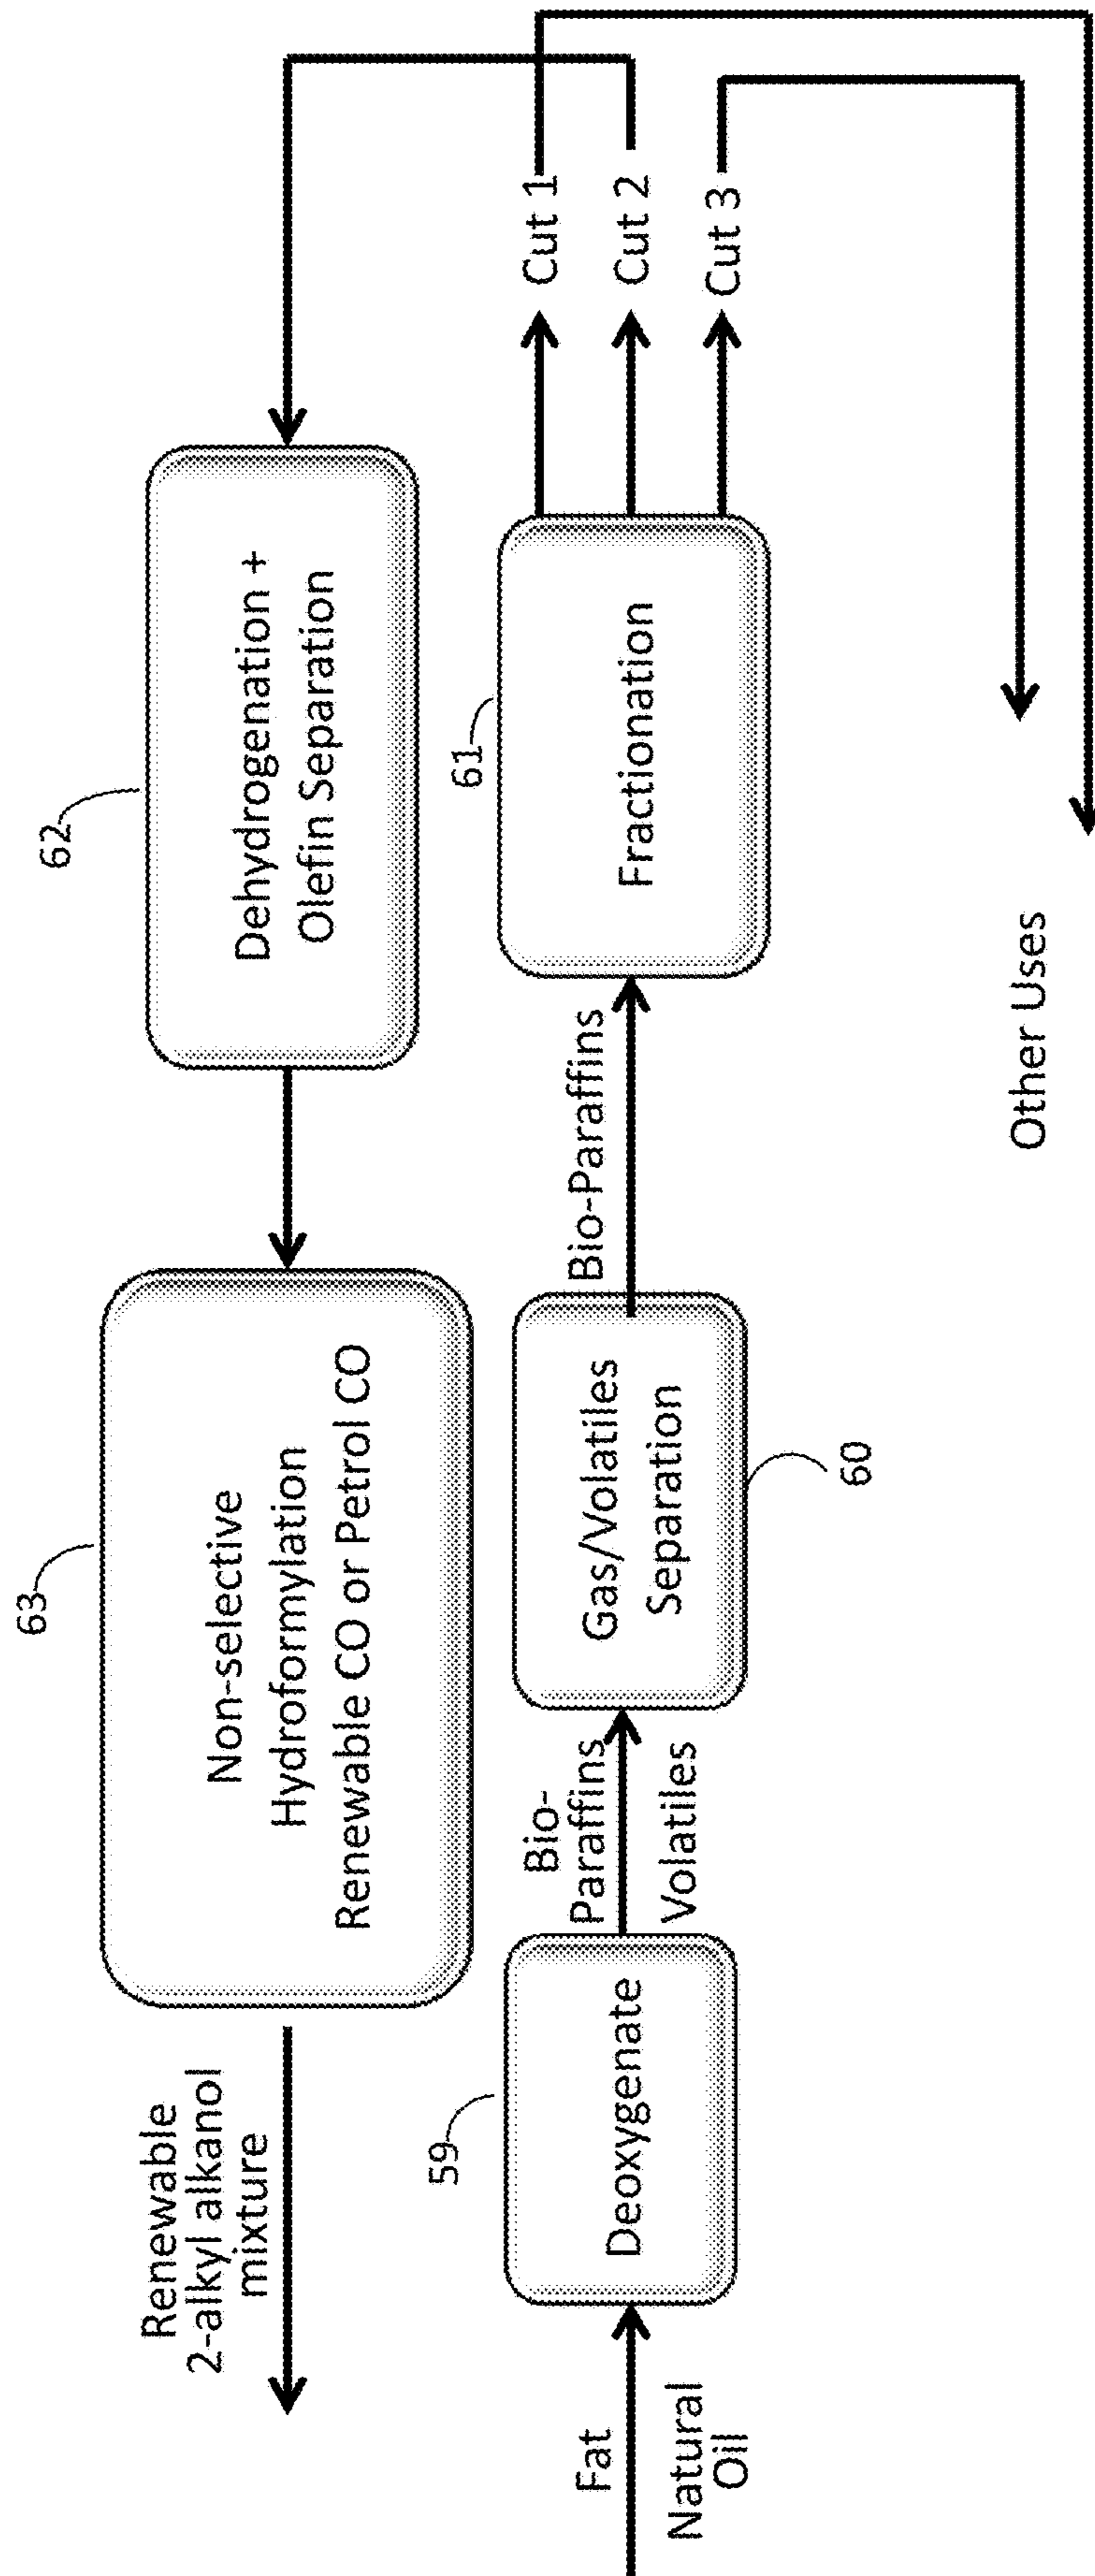 Fat
Natural
Oil
59
Deoxygenate
Bio-
Paraffins
Volatiles
Gas/Volatiles
Separation
60
Bio-Paraffins
61
Fractionation
Cut 1
Cut 2
Cut 3
Other Uses
62
Dehydrogenation +
Olefin Separation
63
Non-selective
Hydroformylation
Renewable CO or Petrol CO
Renewable
2-alkyl alkanol
mixture